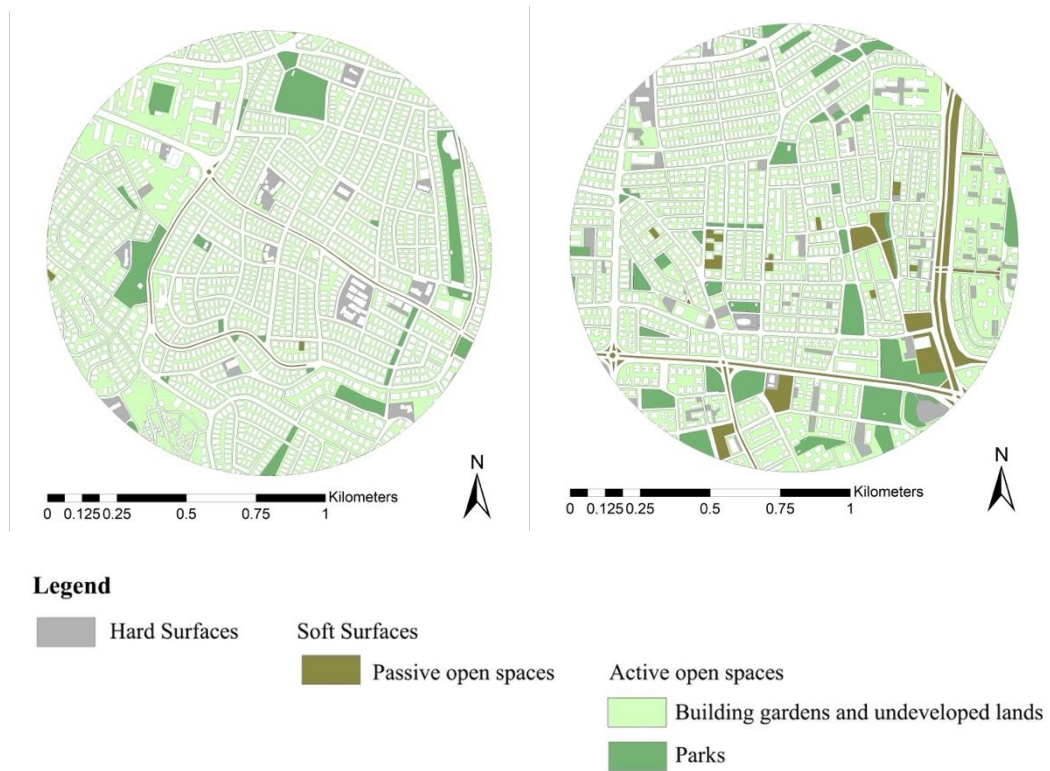 N
Kilometers
0 0.125 0.25 0.5 0.75 1
N
Kilometers
0 0.125 0.25 0.5 0.75 1
Legend
Hard Surfaces
Soft Surfaces
Passive open spaces
Active open spaces
Building gardens and undeveloped lands
Parks